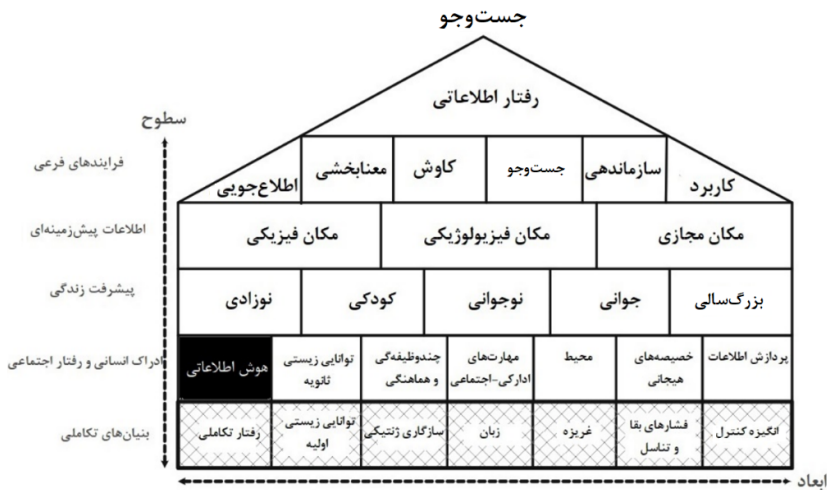 جست‌وجو
رفتار اطلاعاتی
سطوح
فرایندهای فرعی
کاربرد
سازماندهی
جست‌وجو
کاوش
معنابخشی
اطلاع‌جویی
اطلاعات پیش‌زمینه‌ای
مکان مجازی
مکان فیزیولوژیکی
مکان فیزیکی
پیشرفت زندگی
بزرگ‌سالی
جوانی
نوجوانی
کودکی
نوزادی
ادراک انسانی و رفتار اجتماعی
پردازش اطلاعات
خصیصه‌های
هیجانی
محیط
مهارت‌های
ادارکی-اجتماعی
چندوظیفه‌گی
و هماهنگی
توانایی زیستی
ثانویه
هوش اطلاعاتی
بنیان‌های تکاملی
انگیزه کنترل
فشارهای بقا
و تناسل
غریزه
زبان
سازگاری ژنتیکی
توانایی زیستی
اولیه
رفتار تکاملی
ابعاد